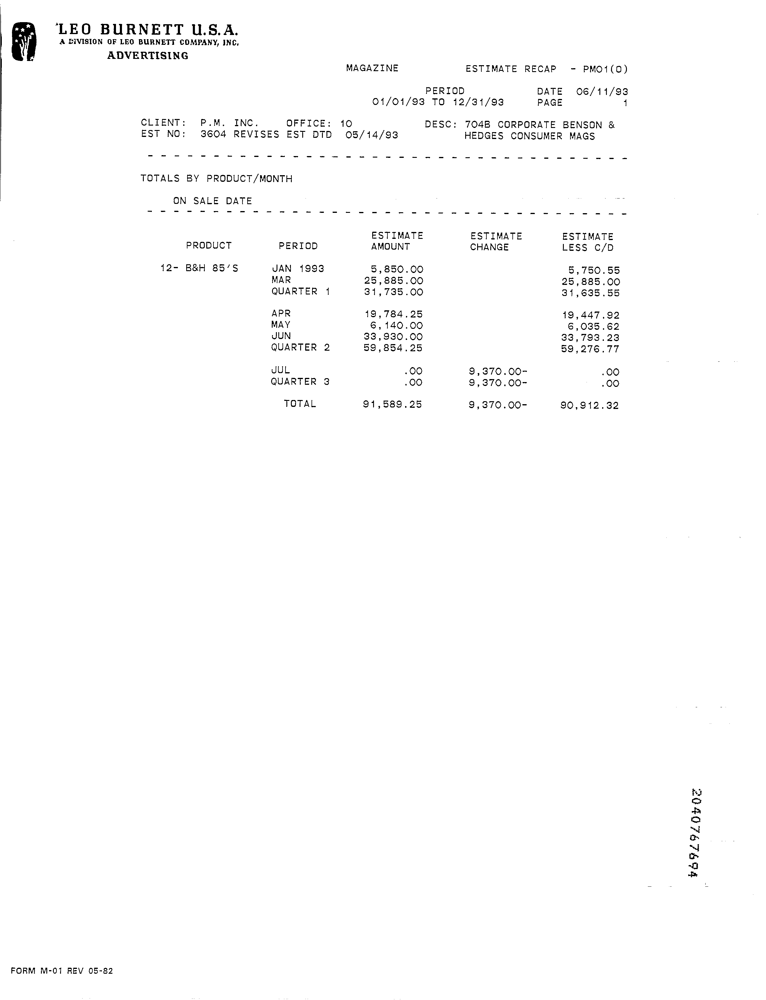 LEO BURNETT U.S.A.
A DIVISION OF LEO BURNETT COMPANY, INC.
ADVERTISING
MAGAZINE ESTIMATE RECAP - PM01(0)
PERIOD DATE 06/11/93
01/01/93 TO 12/31/93 PAGE 1
CLIENT: P.M. INC. OFFICE: 10 DESC: 704B CORPORATE BENSON &
EST NO: 3604 REVISES EST DTD 05/14/93 HEDGES CONSUMER MAGS
TOTALS BY PRODUCT/MONTH
ON SALE DATE
ESTIMATE ESTIMATE ESTIMATE
PRODUCT PERIOD AMOUNT CHANGE LESS C/D
12- B&H 85'S JAN 1993 5,850.00 5,750.55
MAR 25,885.00 25,885.00
QUARTER 1 31,735.00 31,635.55
APR 19,784.25 19,447.92
MAY 6,140.00 6,035.62
JUN 33,930.00 33,793.23
QUARTER 2 59,854.25 59,276.77
JUL .00 9,370.00- .00
QUARTER 3 .00 9,370.00- .00
TOTAL 91,589.25 9,370.00- 90,912.32
2040767694
FORM M-01 REV 05-82